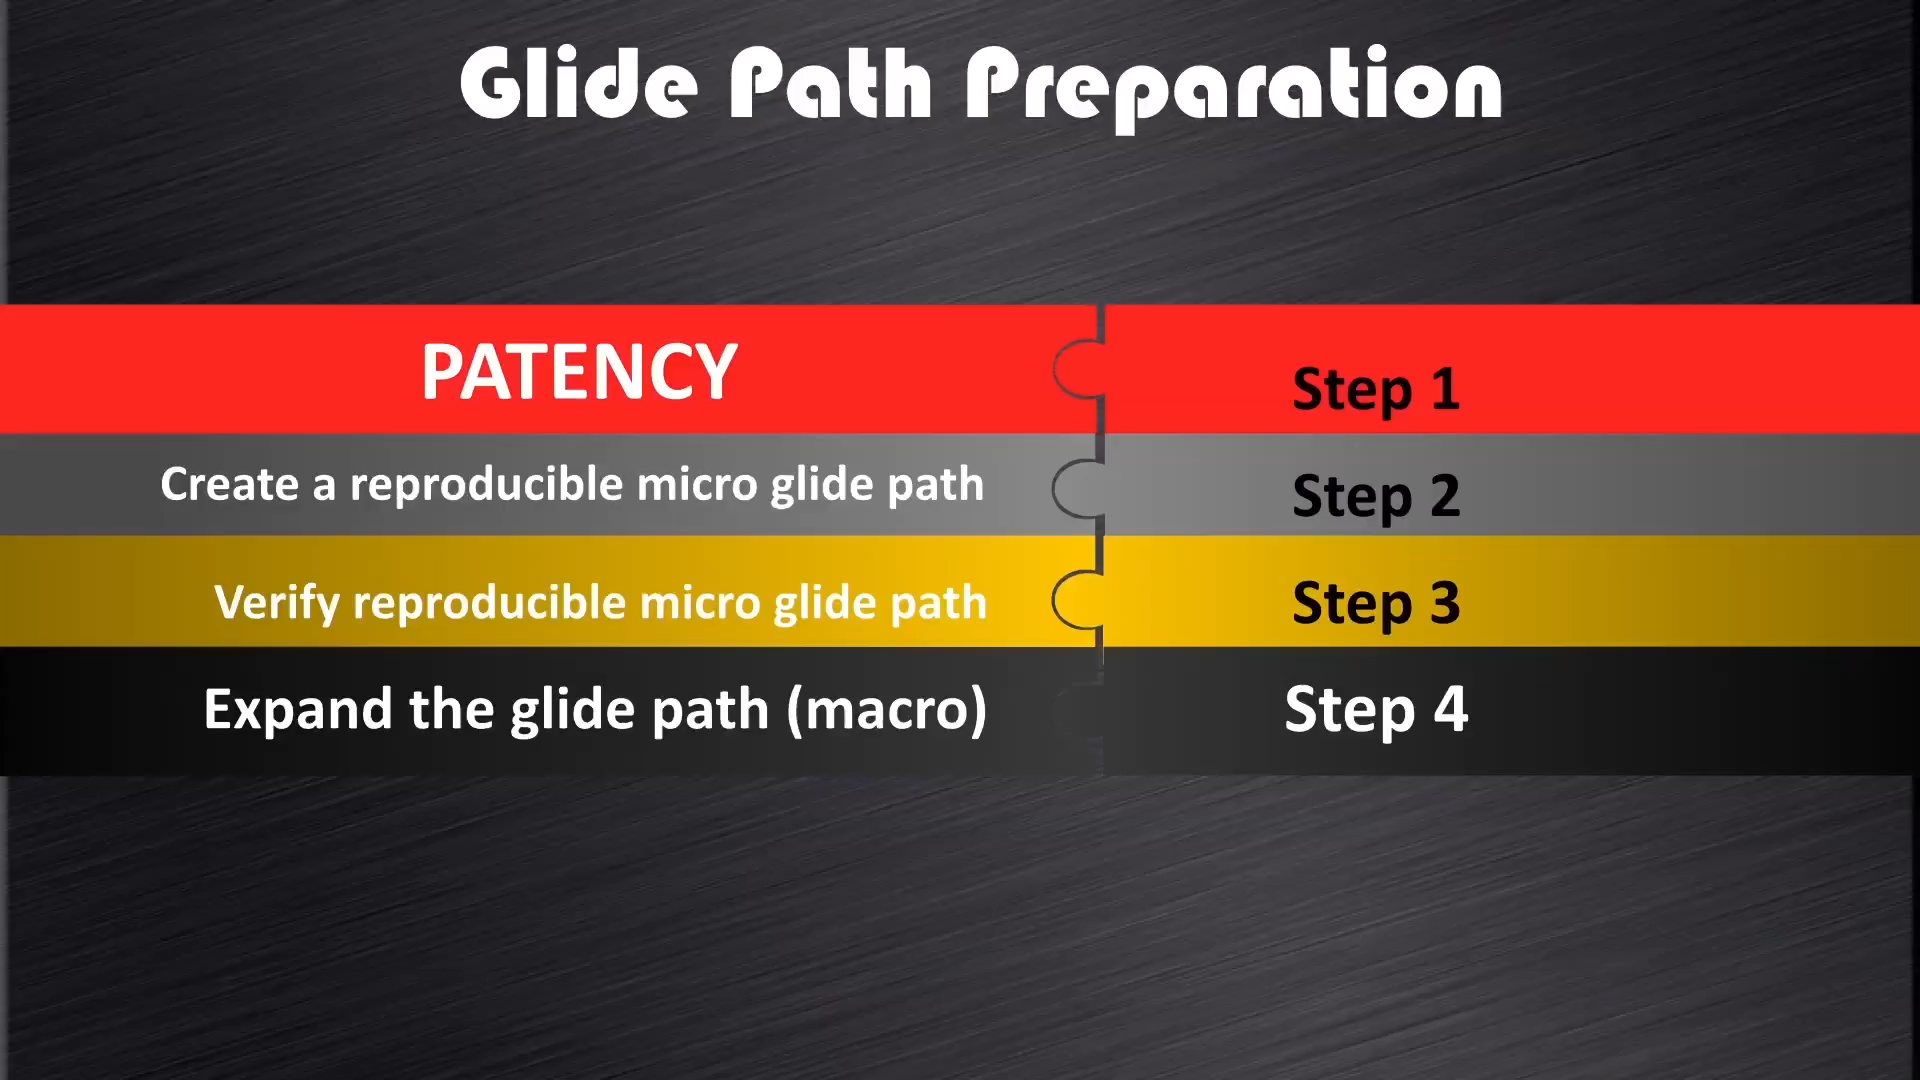 Glide Path Preparation
PATENCY
Step 1
Create a reproducible micro glide path
Step 2
Verify reproducible micro glide path
Step 3
Expand the glide path (macro)
Step 4